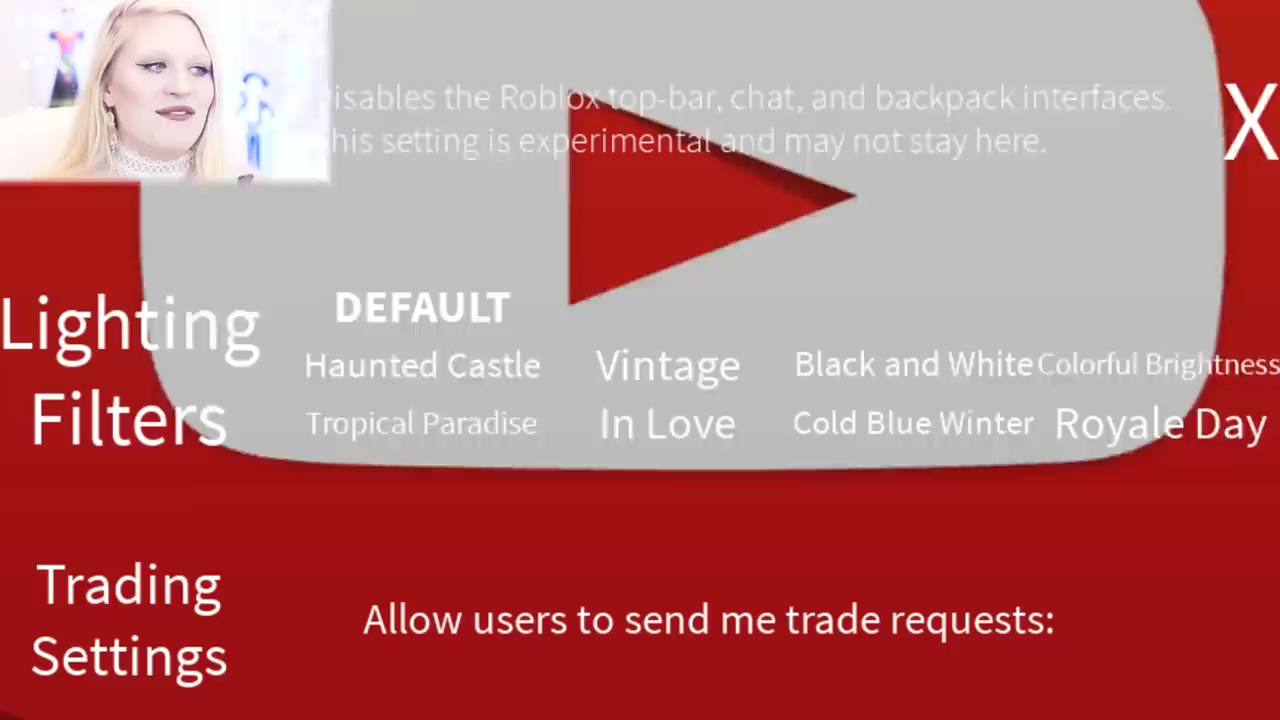 isables the Roblox top-bar, chat, and backpack interfaces.
his setting is experimental and may not stay here.
X
Lighting
Filters
DEFAULT
Haunted Castle Vintage Black and White Colorful Brightness
Tropical Paradise In Love Cold Blue Winter Royale Day
Trading
Settings
Allow users to send me trade requests: